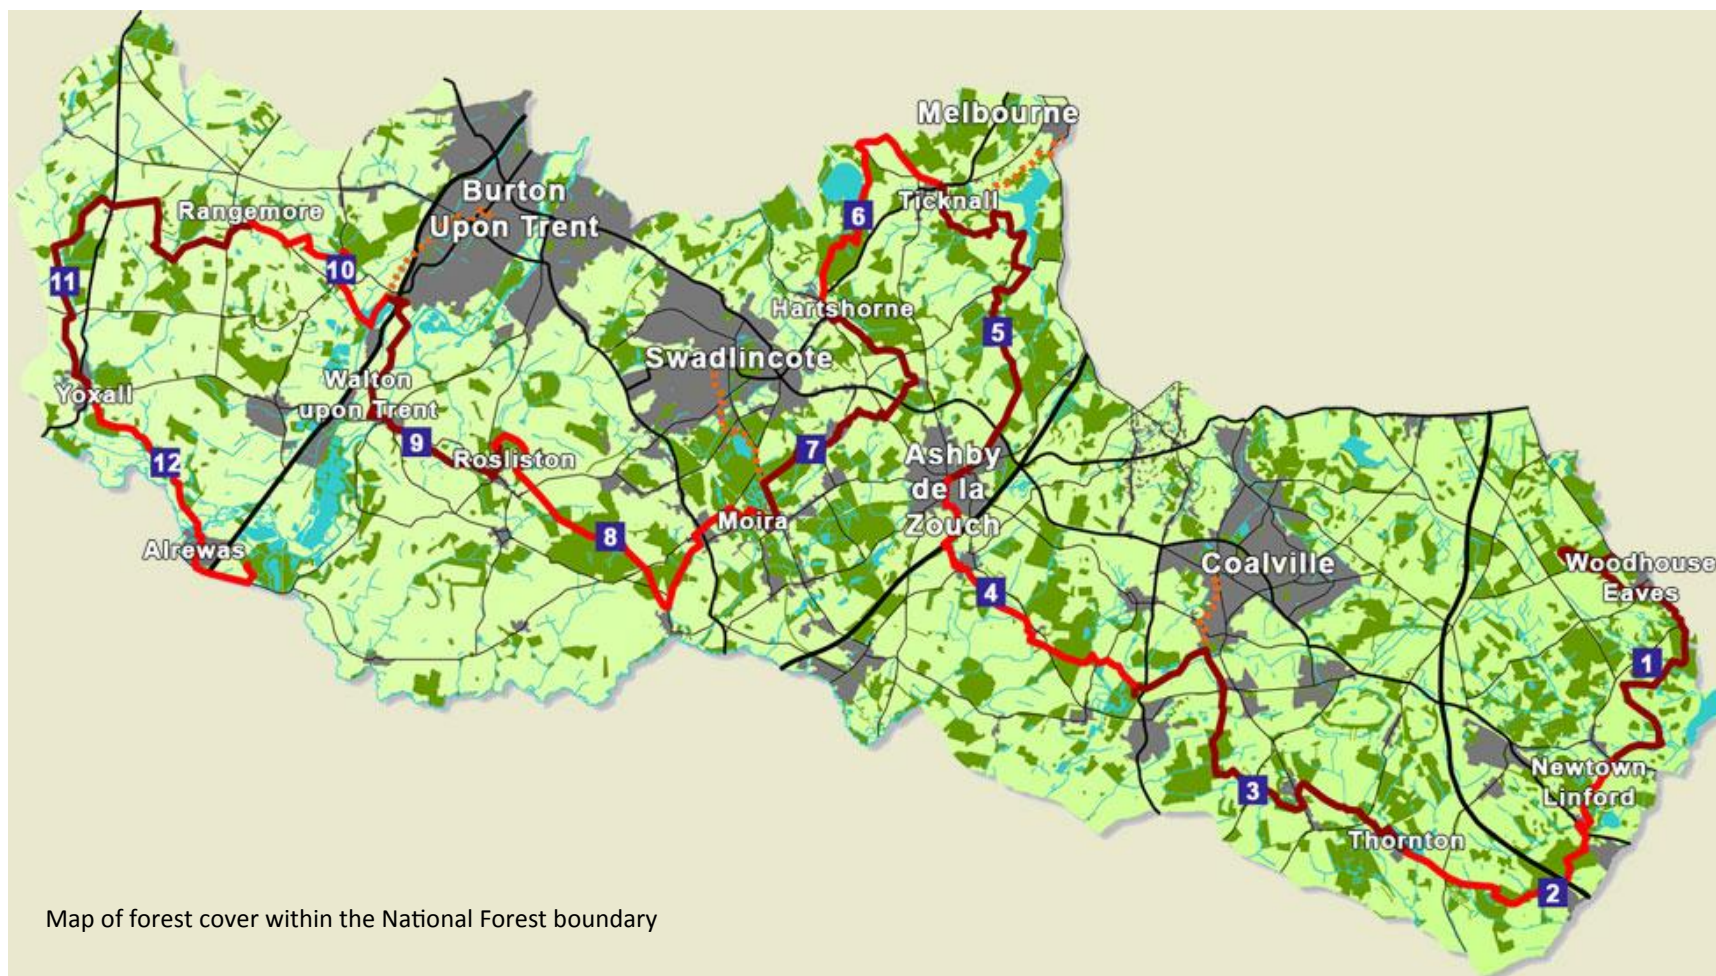 Melbourne
Burton
Upon Trent
Rangemore
Ticknall
6
10
11
Hartshorne
5
Swadlincote
Walton
upon Trent
Yoxall
9
7
Rosliston
12
Ashby
de la
Zouch
Moira
8
Alrewas
Coalville
Woodhouse
Eaves
4
1
Newtown
Linford
3
Thornton
2
Map of forest cover within the National Forest boundary